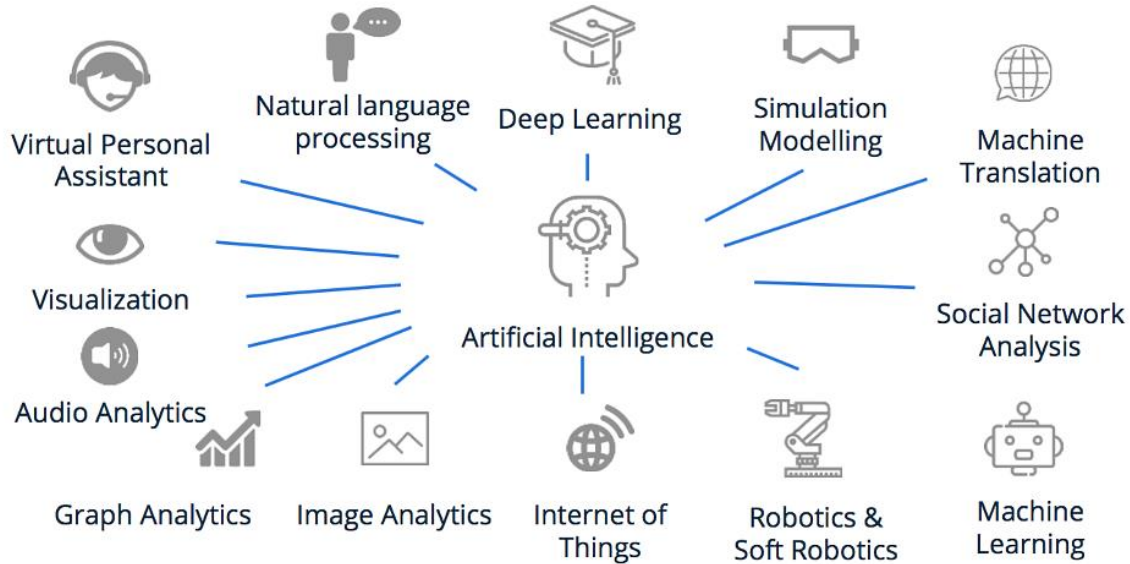 Virtual Personal
Assistant
Natural language
processing
Deep Learning
Simulation
Modelling
Machine
Translation
Visualization
Artificial Intelligence
Social Network
Analysis
Audio Analytics
Graph Analytics
Image Analytics
Internet of
Things
Robotics &
Soft Robotics
Machine
Learning